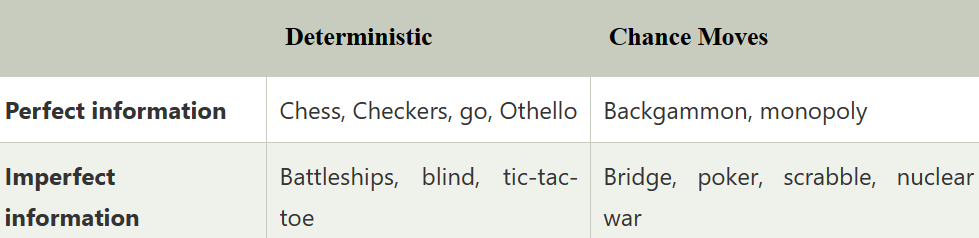 Deterministic Chance Moves
Perfect information Chess, Checkers, go, Othello Backgammon, monopoly
Imperfect Battleships, blind, tic-tac- Bridge, poker, scrabble, nuclear
information toe war